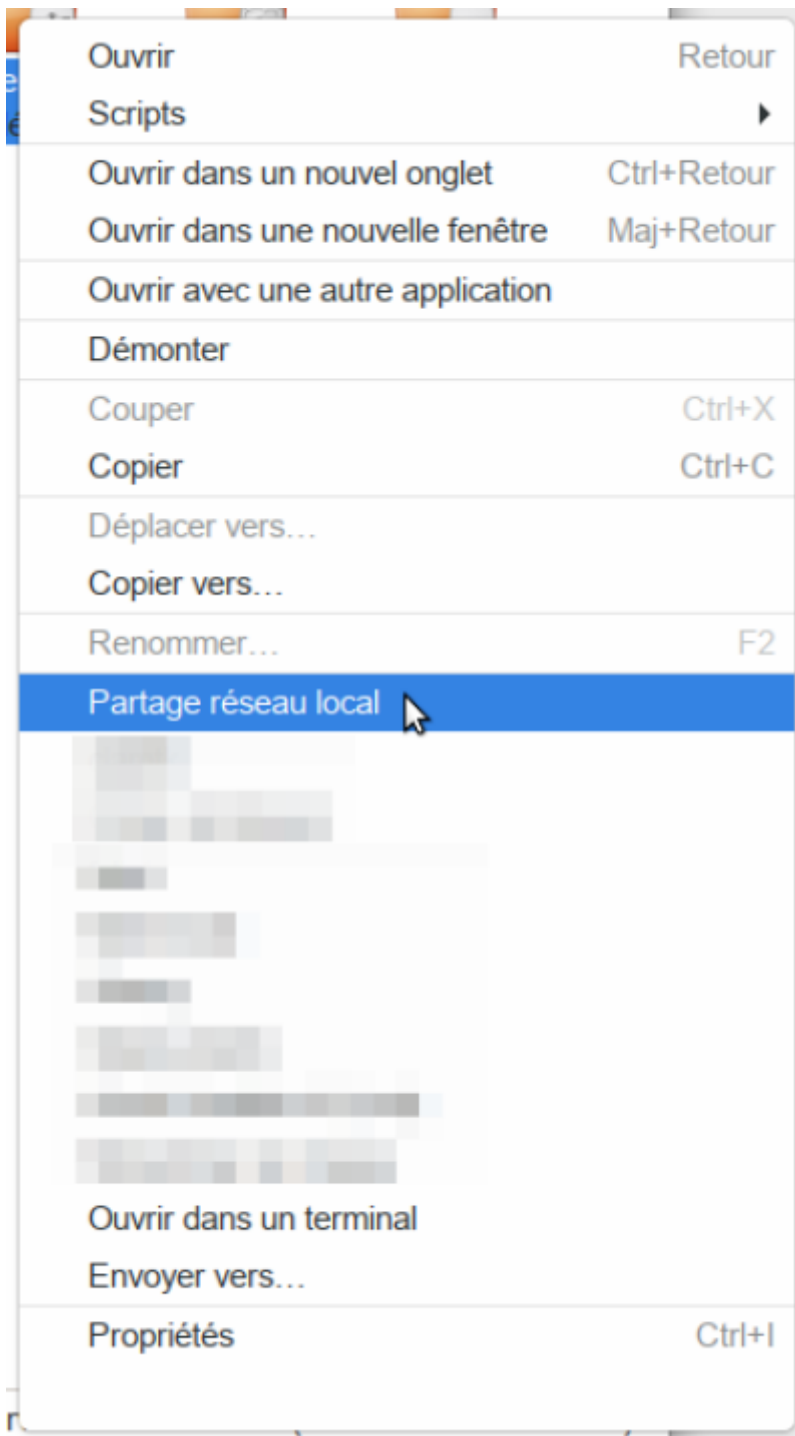 Ouvrir Retour
Scripts
Ouvrir dans un nouvel onglet Ctrl+Retour
Ouvrir dans une nouvelle fenêtre Maj+Retour
Ouvrir avec une autre application
Démonter
Couper Ctrl+X
Copier Ctrl+C
Déplacer vers…
Copier vers…
Renommer… F2
Partage réseau local
Ouvrir dans un terminal
Envoyer vers…
Propriétés Ctrl+I